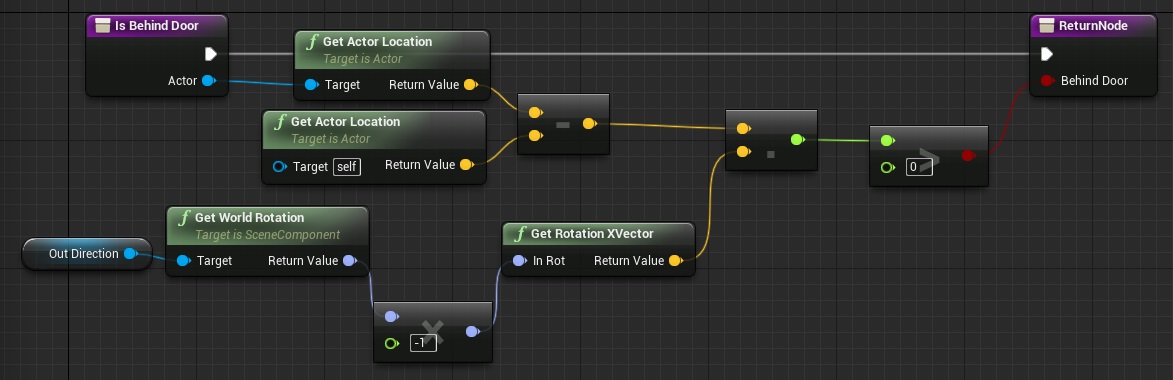 Is Behind Door
Actor
f Get Actor Location
Target is Actor
Target Return Value
f Get Actor Location
Target is Actor
Target self Return Value
-
.
0 >
ReturnNode
Behind Door
Out Direction
f Get World Rotation
Target is SceneComponent
Target Return Value
-1 ×
f Get Rotation XVector
In Rot Return Value